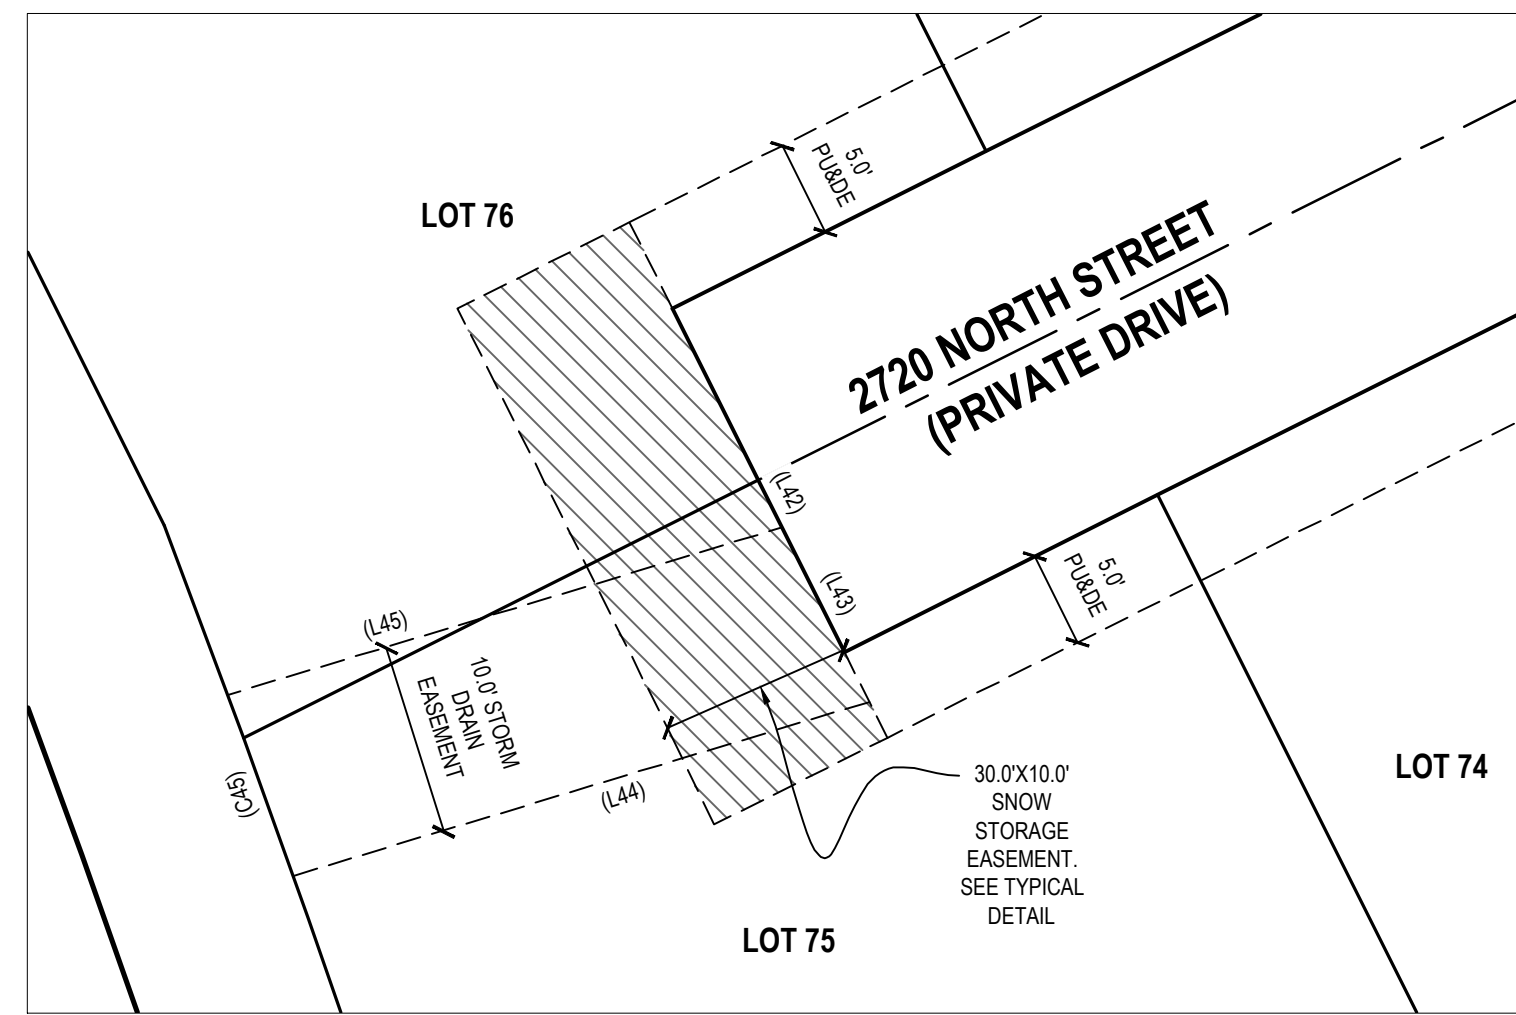 5.0'
PU&DE
LOT 76
2720 NORTH STREET
(PRIVATE DRIVE)
(L42)
(L43)
5.0'
PU&DE
(L45)
10.0' STORM
DRAIN
EASEMENT
(L44)
(C45)
30.0'X10.0'
SNOW
STORAGE
EASEMENT.
SEE TYPICAL
DETAIL
LOT 74
LOT 75